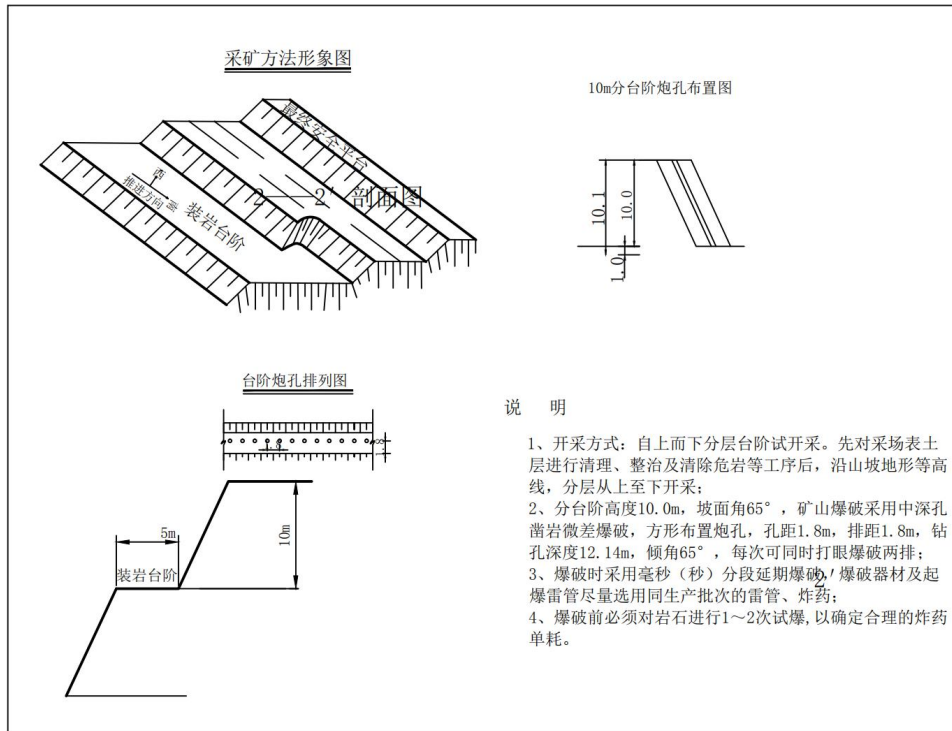 采矿方法形象图
10m分台阶炮孔布置图
最终安全平台
西
推进方向
2——2′ 剖面图
装岩台阶
10.1
10.0
1.0
台阶炮孔排列图
1.8
1.8
5m
装岩台阶
10m
说 明
1、开采方式：自上而下分层台阶试开采。先对采场表土
层进行清理、整治及清除危岩等工序后，沿山坡地形等高
线，分层从上至下开采；
2、分台阶高度10.0m，坡面角65°，矿山爆破采用中深孔
凿岩微差爆破，方形布置炮孔，孔距1.8m，排距1.8m，钻
孔深度12.14m，倾角65°，每次可同时打眼爆破两排；
3、爆破时采用毫秒（秒）分段延期爆破，爆破器材及起
2′
爆雷管尽量选用同生产批次的雷管、炸药；
4、爆破前必须对岩石进行1～2次试爆,以确定合理的炸药
单耗。